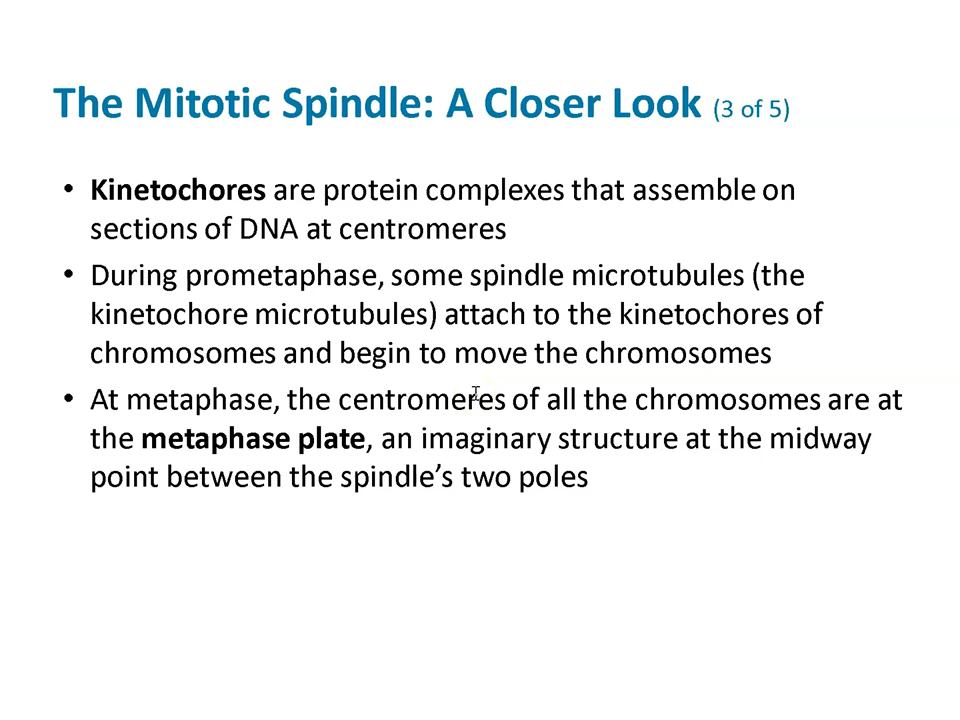 The Mitotic Spindle: A Closer Look (3 of 5)
• Kinetochores are protein complexes that assemble on
sections of DNA at centromeres
• During prometaphase, some spindle microtubules (the
kinetochore microtubules) attach to the kinetochores of
chromosomes and begin to move the chromosomes
• At metaphase, the centromeres of all the chromosomes are at
the metaphase plate, an imaginary structure at the midway
point between the spindle’s two poles